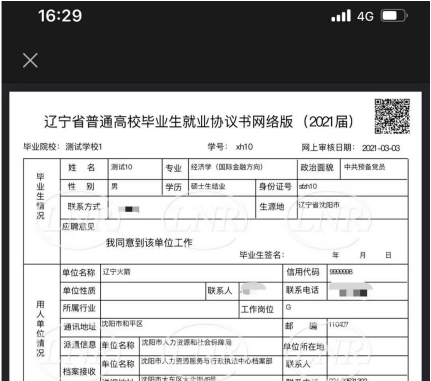 16:29
4G
辽宁省普通高校毕业生就业协议书网络版（2021届）
毕业院校：测试学校1 学号：xh10 网上审核日期：2021-03-03
毕业生情况
姓 名 测试10 专业 经济学（国际金融方向） 政治面貌 中共预备党员
性 别 男 学历 硕士生结业 身份证号 sfzh10
联系方式 生源地 辽宁省沈阳市
应聘意见
我同意到该单位工作
毕业生签名： 年 月 日
用人单位情况
单位名称 辽宁火箭 信用代码 9999998
单位性质 联系人 联系电话
所属行业 工作岗位 G
通讯地址 沈阳市和平区 邮 编 110407
派遣信息 单位名称 沈阳市人力资源和社会保障局 单位所在地
档案接收 单位名称 沈阳市人力资源服务与行政执法中心档案部 联系人